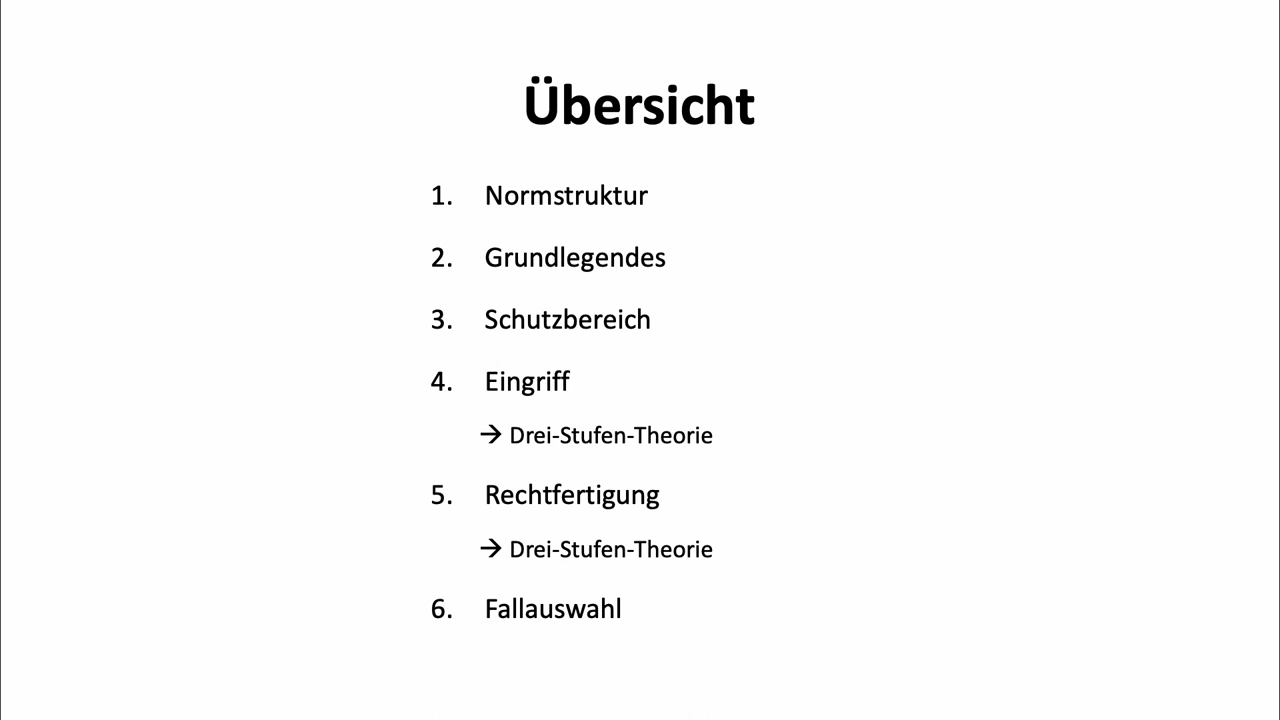 Übersicht
1. Normstruktur
2. Grundlegendes
3. Schutzbereich
4. Eingriff
→ Drei-Stufen-Theorie
5. Rechtfertigung
→ Drei-Stufen-Theorie
6. Fallauswahl